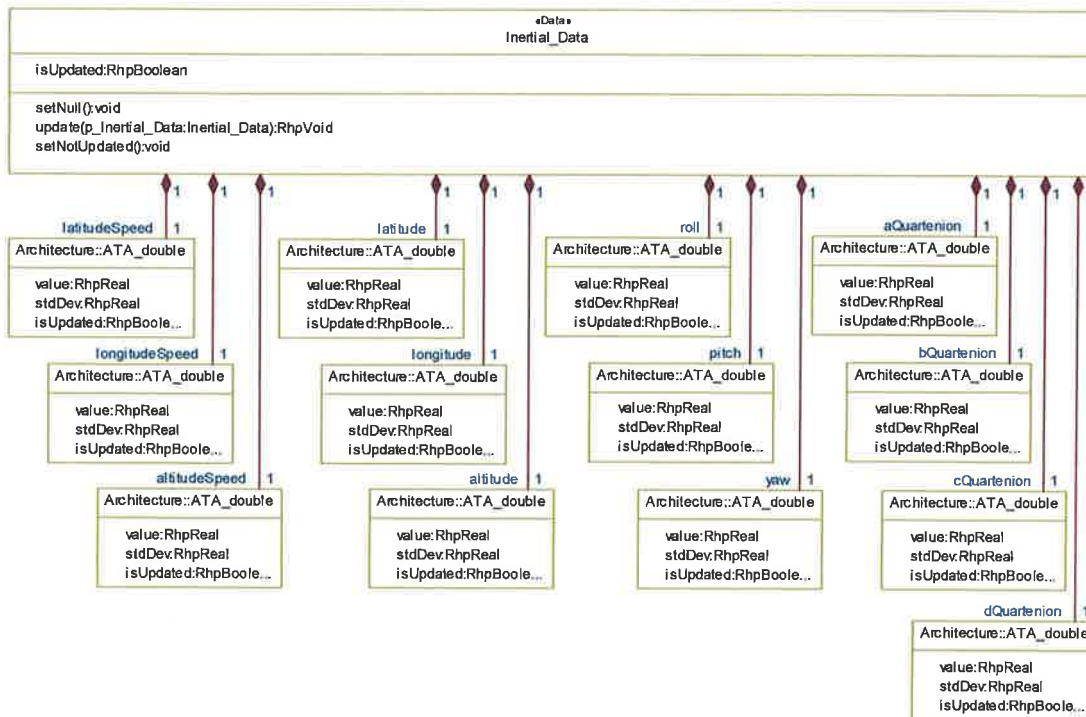 «Data»
Inertial_Data
isUpdated:RhpBoolean
setNull():void
update(p_Inertial_Data:Inertial_Data):RhpVoid
setNotUpdated():void
1 1 1 1 1 1 1 1 1 1 1 1 1
latitudeSpeed 1
Architecture::ATA_double
value:RhpReal
stdDev:RhpReal
isUpdated:RhpBoole...
latitude 1
Architecture::ATA_double
value:RhpReal
stdDev:RhpReal
isUpdated:RhpBoole...
roll 1
Architecture::ATA_double
value:RhpReal
stdDev:RhpReal
isUpdated:RhpBoole...
aQuartenion 1
Architecture::ATA_double
value:RhpReal
stdDev:RhpReal
isUpdated:RhpBoole...
longitudeSpeed 1
Architecture::ATA_double
value:RhpReal
stdDev:RhpReal
isUpdated:RhpBoole...
longitude 1
Architecture::ATA_double
value:RhpReal
stdDev:RhpReal
isUpdated:RhpBoole...
pitch 1
Architecture::ATA_double
value:RhpReal
stdDev:RhpReal
isUpdated:RhpBoole...
bQuartenion 1
Architecture::ATA_double
value:RhpReal
stdDev:RhpReal
isUpdated:RhpBoole...
altitudeSpeed 1
Architecture::ATA_double
value:RhpReal
stdDev:RhpReal
isUpdated:RhpBoole...
altitude 1
Architecture::ATA_double
value:RhpReal
stdDev:RhpReal
isUpdated:RhpBoole...
yaw 1
Architecture::ATA_double
value:RhpReal
stdDev:RhpReal
isUpdated:RhpBoole...
cQuartenion 1
Architecture::ATA_double
value:RhpReal
stdDev:RhpReal
isUpdated:RhpBoole...
dQuartenion 1
Architecture::ATA_double
value:RhpReal
stdDev:RhpReal
isUpdated:RhpBoole...